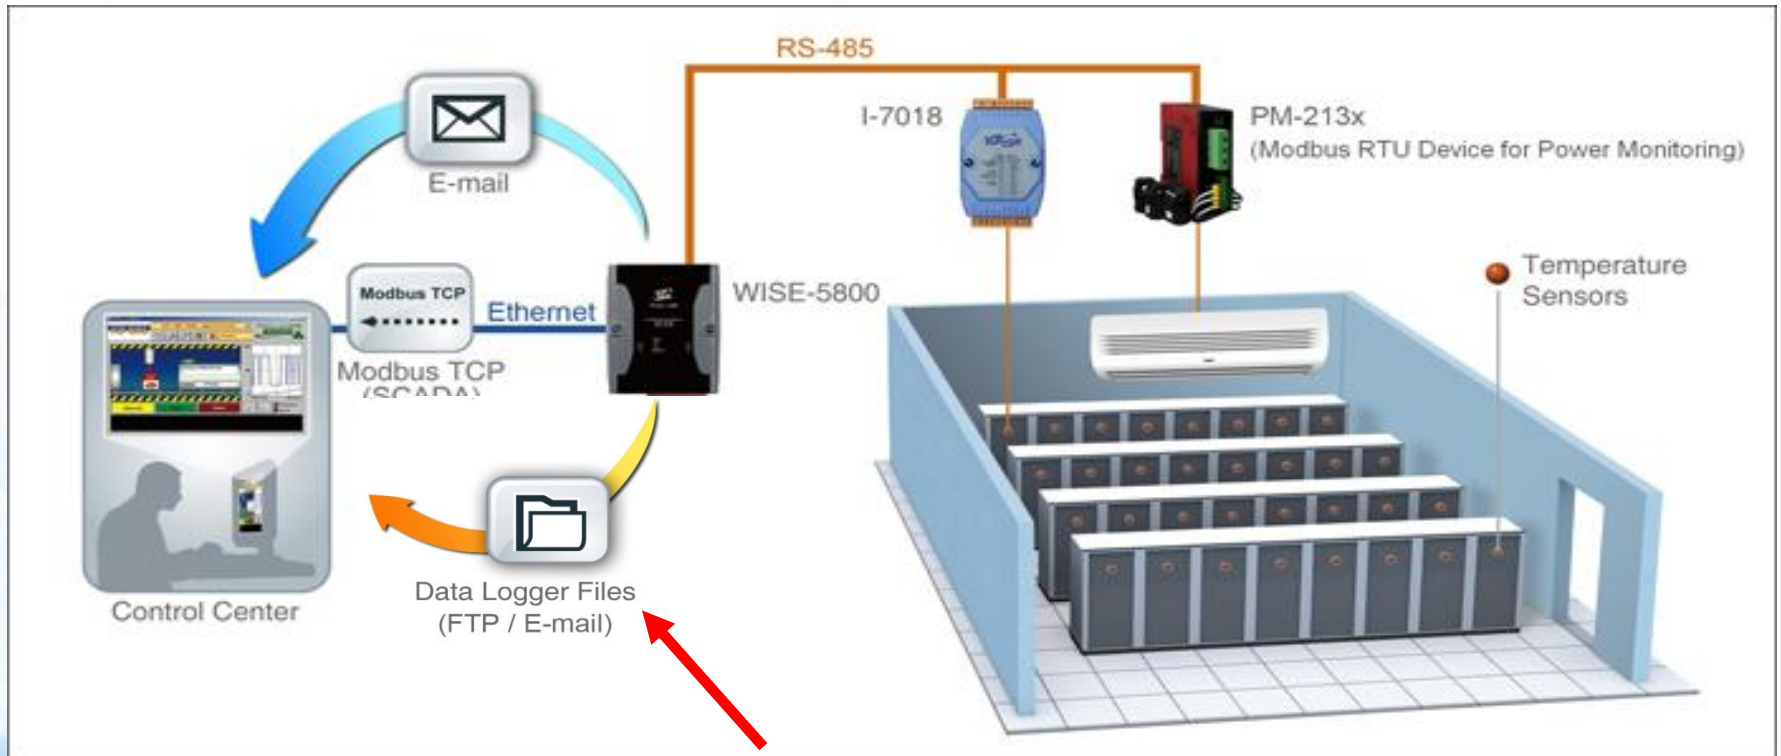 RS-485
I-7018
PM-213x
(Modbus RTU Device for Power Monitoring)
E-mail
Temperature
Sensors
WISE-5800
Modbus TCP
Ethernet
Modbus TCP
(SCADA)
Data Logger Files
(FTP / E-mail)
Control Center